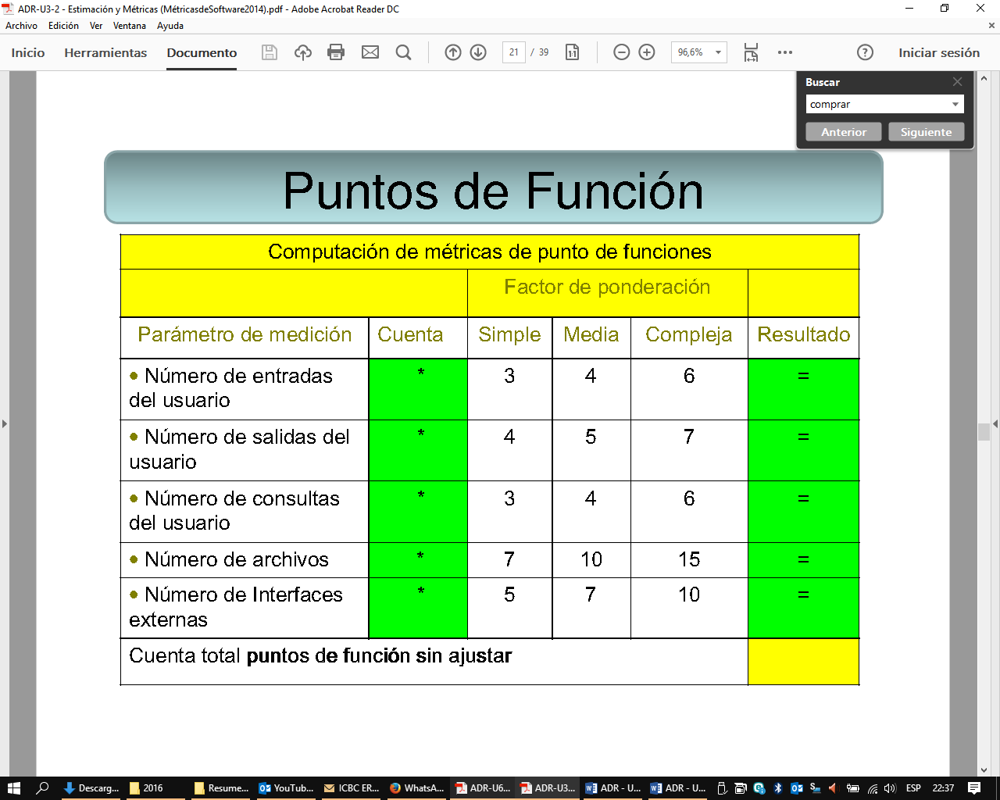 ADR-U3-2 - Estimación y Métricas (MétricasdeSoftware2014).pdf - Adobe Acrobat Reader DC
Archivo Edición Ver Ventana Ayuda
Inicio Herramientas Documento 21 / 39 96,6% Iniciar sesión
Buscar
comprar
Anterior Siguiente
Puntos de Función
Computación de métricas de punto de funciones
Factor de ponderación
Parámetro de medición Cuenta Simple Media Compleja Resultado
• Número de entradas * 3 4 6 =
del usuario
• Número de salidas del * 4 5 7 =
usuario
• Número de consultas * 3 4 6 =
del usuario
• Número de archivos * 7 10 15 =
• Número de Interfaces * 5 7 10 =
externas
Cuenta total puntos de función sin ajustar
Descarg... 2016 Resume... YouTub... ICBC ER... WhatsA... ADR-U6... ADR-U3... ADR - U... ADR - U... ESP 22:37